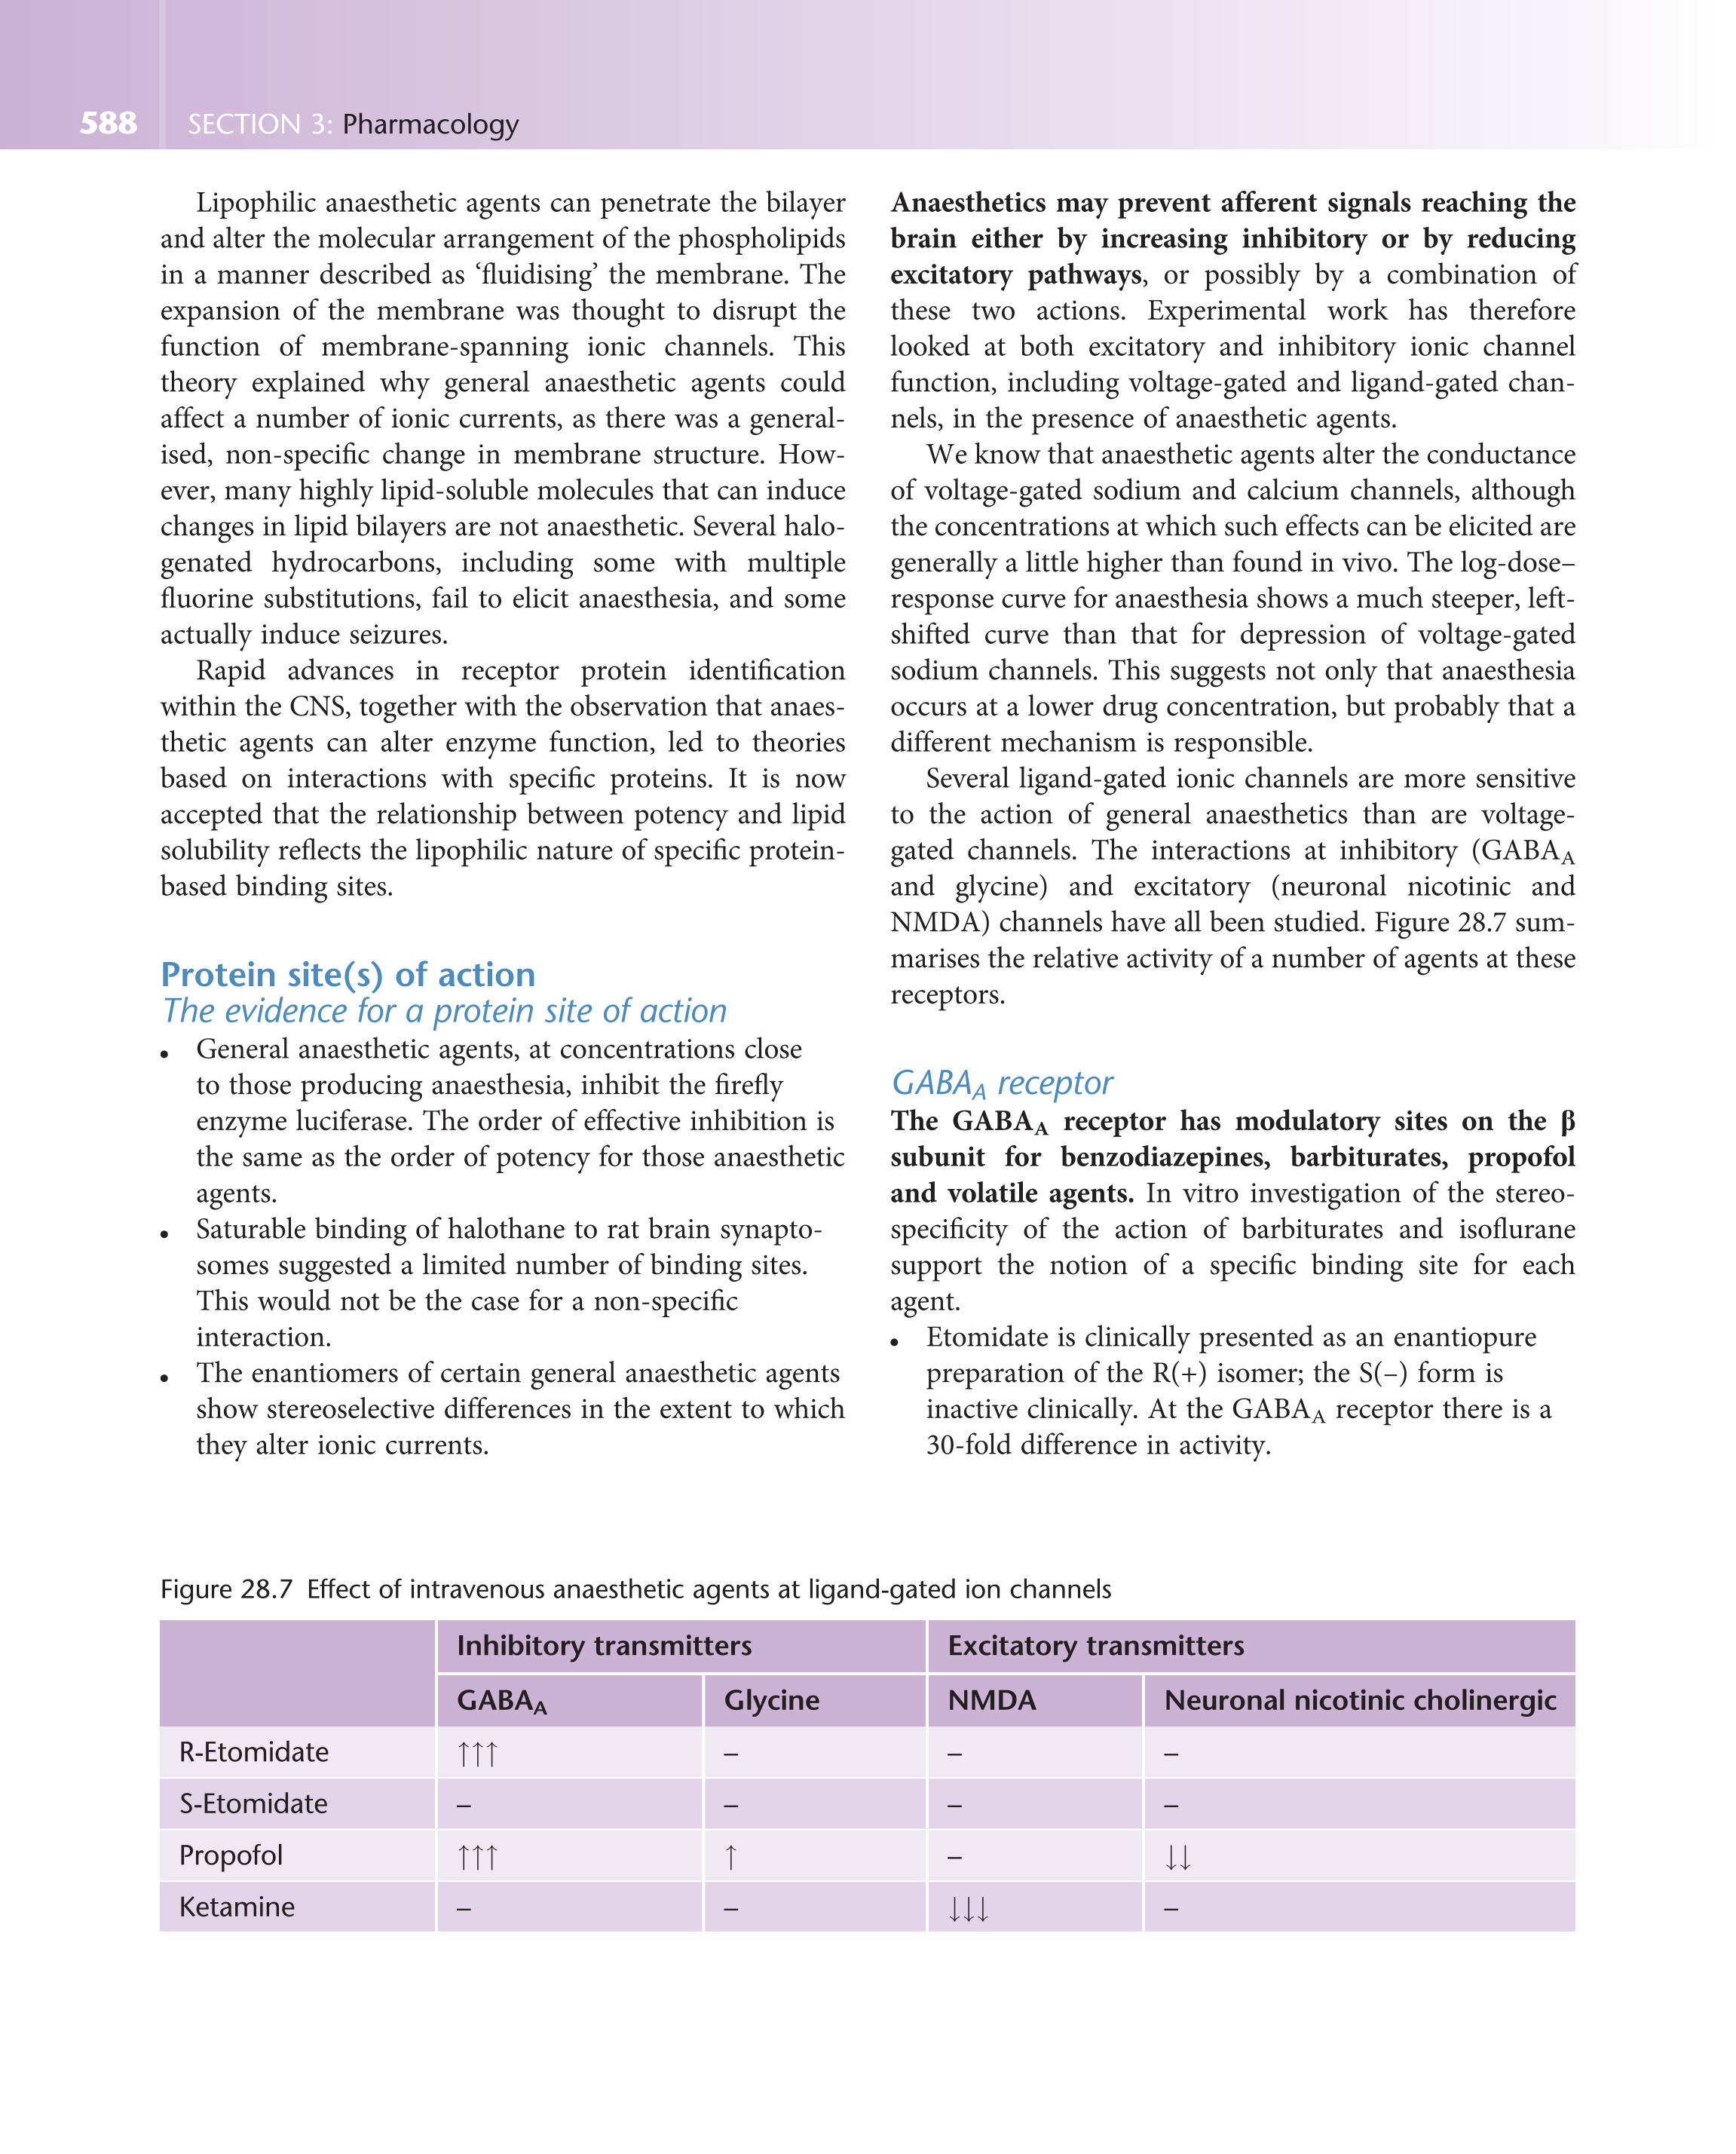 588 SECTION 3: Pharmacology
Lipophilic anaesthetic agents can penetrate the bilayer
and alter the molecular arrangement of the phospholipids
in a manner described as ‘fluidising’ the membrane. The
expansion of the membrane was thought to disrupt the
function of membrane-spanning ionic channels. This
theory explained why general anaesthetic agents could
affect a number of ionic currents, as there was a general-
ised, non-specific change in membrane structure. How-
ever, many highly lipid-soluble molecules that can induce
changes in lipid bilayers are not anaesthetic. Several halo-
genated hydrocarbons, including some with multiple
fluorine substitutions, fail to elicit anaesthesia, and some
actually induce seizures.
Rapid advances in receptor protein identification
within the CNS, together with the observation that anaes-
thetic agents can alter enzyme function, led to theories
based on interactions with specific proteins. It is now
accepted that the relationship between potency and lipid
solubility reflects the lipophilic nature of specific protein-
based binding sites.
Protein site(s) of action
The evidence for a protein site of action
• General anaesthetic agents, at concentrations close
to those producing anaesthesia, inhibit the firefly
enzyme luciferase. The order of effective inhibition is
the same as the order of potency for those anaesthetic
agents.
• Saturable binding of halothane to rat brain synapto-
somes suggested a limited number of binding sites.
This would not be the case for a non-specific
interaction.
• The enantiomers of certain general anaesthetic agents
show stereoselective differences in the extent to which
they alter ionic currents.
Anaesthetics may prevent afferent signals reaching the
brain either by increasing inhibitory or by reducing
excitatory pathways, or possibly by a combination of
these two actions. Experimental work has therefore
looked at both excitatory and inhibitory ionic channel
function, including voltage-gated and ligand-gated chan-
nels, in the presence of anaesthetic agents.
We know that anaesthetic agents alter the conductance
of voltage-gated sodium and calcium channels, although
the concentrations at which such effects can be elicited are
generally a little higher than found in vivo. The log-dose–
response curve for anaesthesia shows a much steeper, left-
shifted curve than that for depression of voltage-gated
sodium channels. This suggests not only that anaesthesia
occurs at a lower drug concentration, but probably that a
different mechanism is responsible.
Several ligand-gated ionic channels are more sensitive
to the action of general anaesthetics than are voltage-
gated channels. The interactions at inhibitory (GABAA
and glycine) and excitatory (neuronal nicotinic and
NMDA) channels have all been studied. Figure 28.7 sum-
marises the relative activity of a number of agents at these
receptors.
GABAA receptor
The GABAA receptor has modulatory sites on the β
subunit for benzodiazepines, barbiturates, propofol
and volatile agents. In vitro investigation of the stereo-
specificity of the action of barbiturates and isoflurane
support the notion of a specific binding site for each
agent.
• Etomidate is clinically presented as an enantiopure
preparation of the R(+) isomer; the S(–) form is
inactive clinically. At the GABAA receptor there is a
30-fold difference in activity.
Figure 28.7 Effect of intravenous anaesthetic agents at ligand-gated ion channels
Inhibitory transmitters Excitatory transmitters
GABAA Glycine NMDA Neuronal nicotinic cholinergic
R-Etomidate ↑↑↑ – – –
S-Etomidate – – – –
Propofol ↑↑↑ ↑ – ↓↓
Ketamine – – ↓↓↓ –